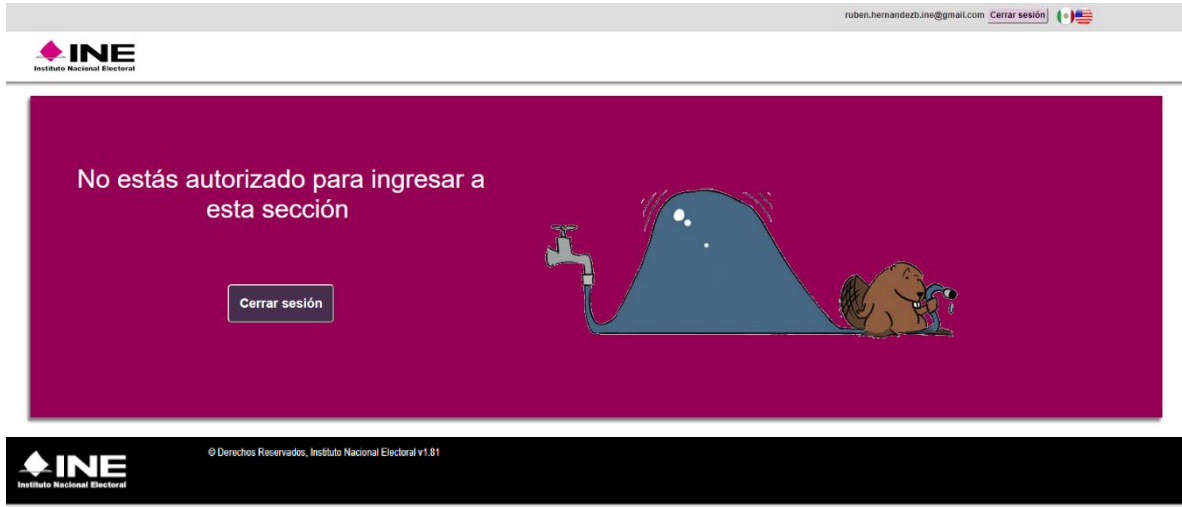 ruben.hernandezb.ine@gmail.com Cerrar sesión
INE
Instituto Nacional Electoral
No estás autorizado para ingresar a
esta sección
Cerrar sesión
© Derechos Reservados, Instituto Nacional Electoral v1.81
INE
Instituto Nacional Electoral